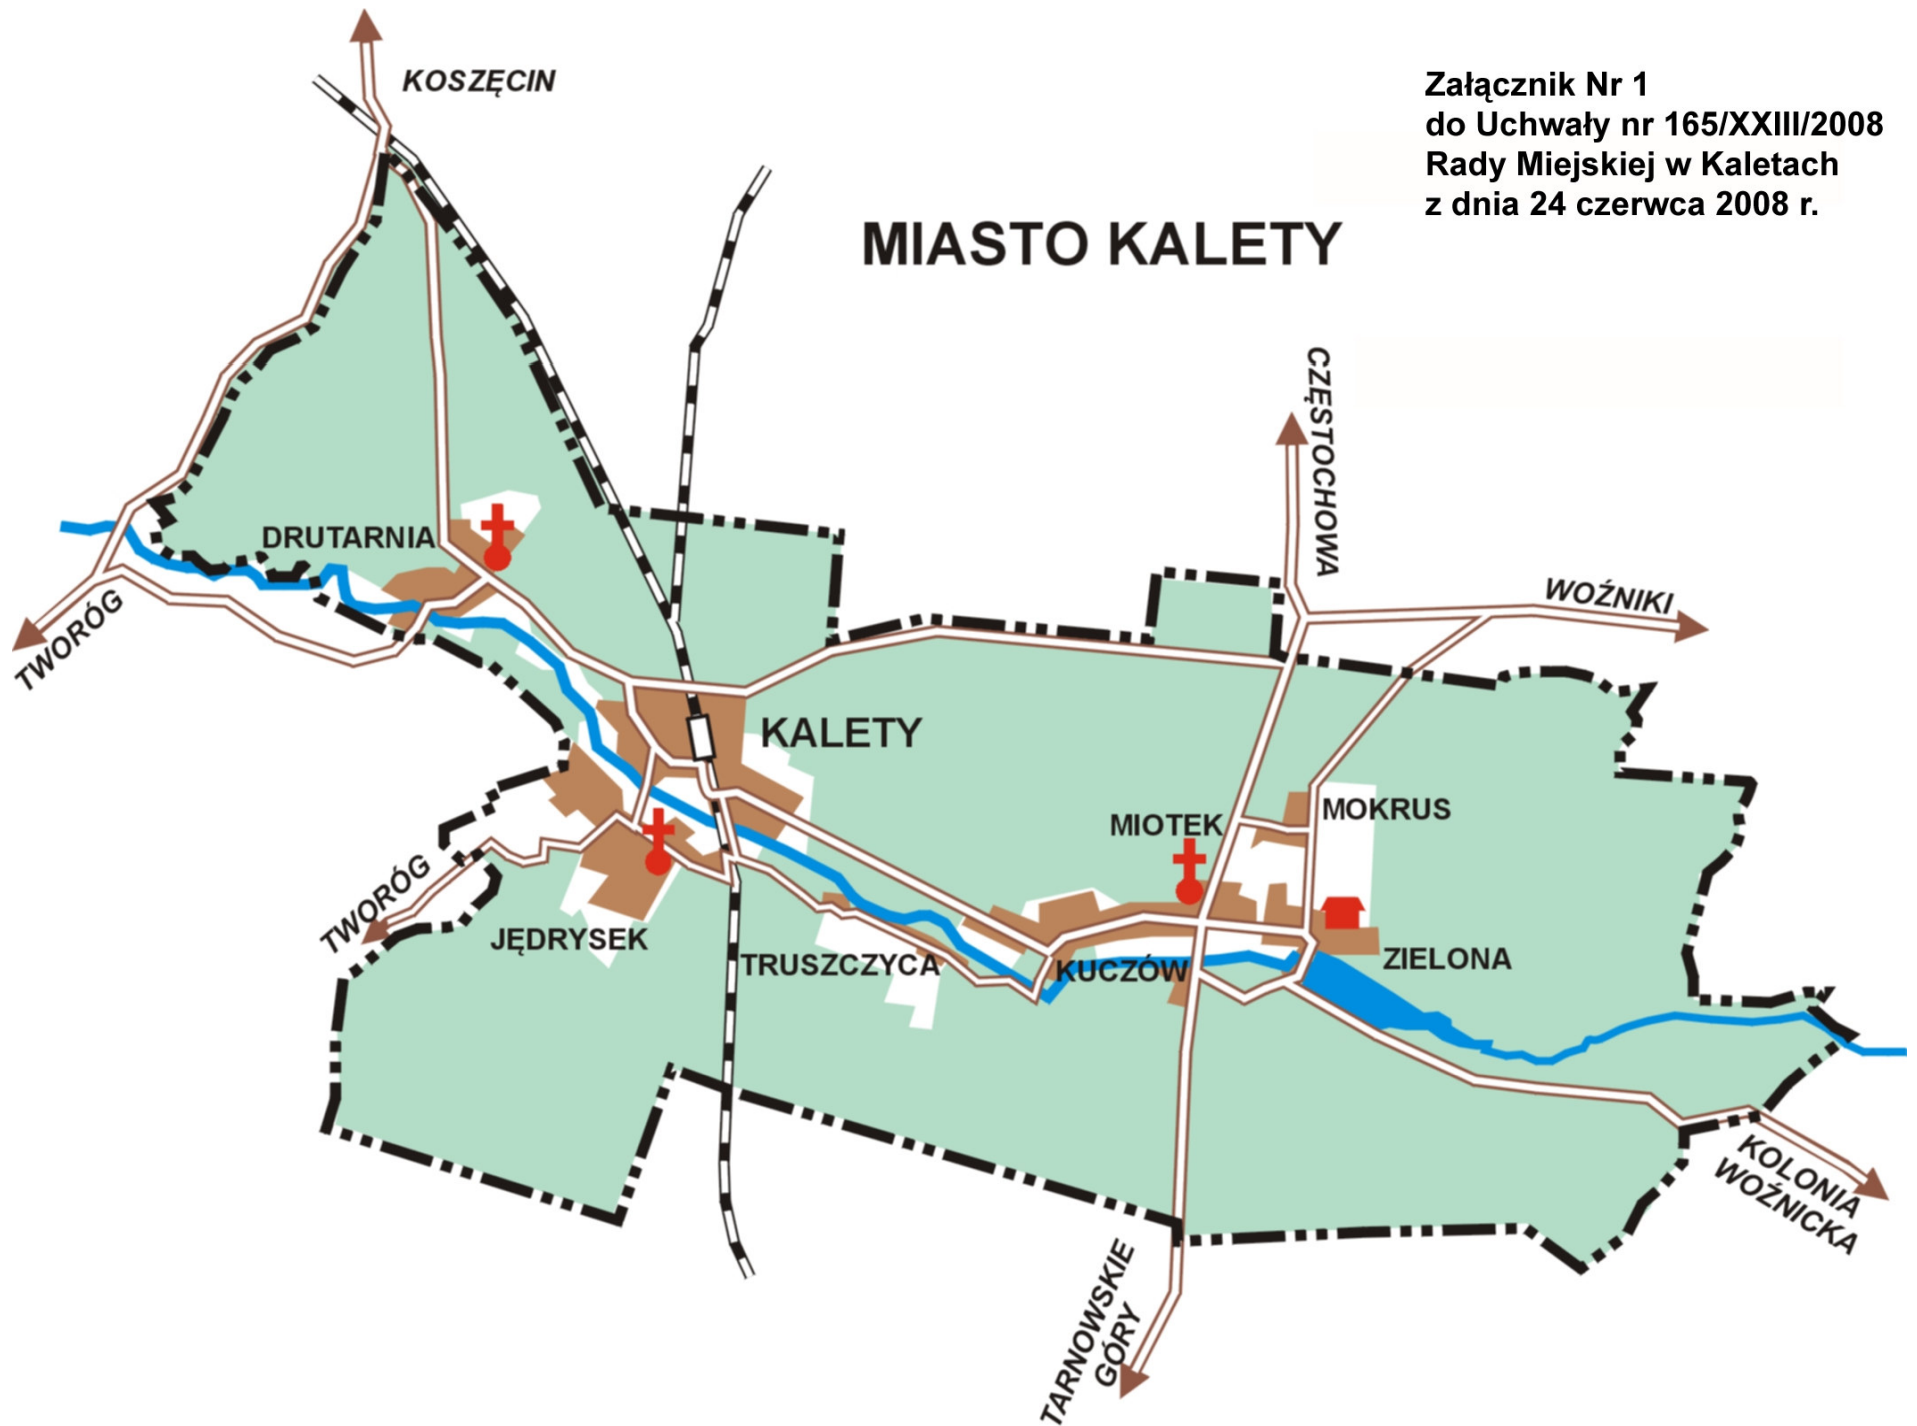 KOSZĘCIN
Załącznik Nr 1
do Uchwały nr 165/XXIII/2008
Rady Miejskiej w Kaletach
z dnia 24 czerwca 2008 r.
MIASTO KALETY
CZĘSTOCHOWA
DRUTARNIA
WOŹNIKI
TWORÓG
KALETY
MOKRUS
MIOTEK
TWORÓG
JĘDRYSEK
TRUSZCZYCA
KUCZÓW
ZIELONA
KOLONIA
WOŹNICKA
TARNOWSKIE
GÓRY